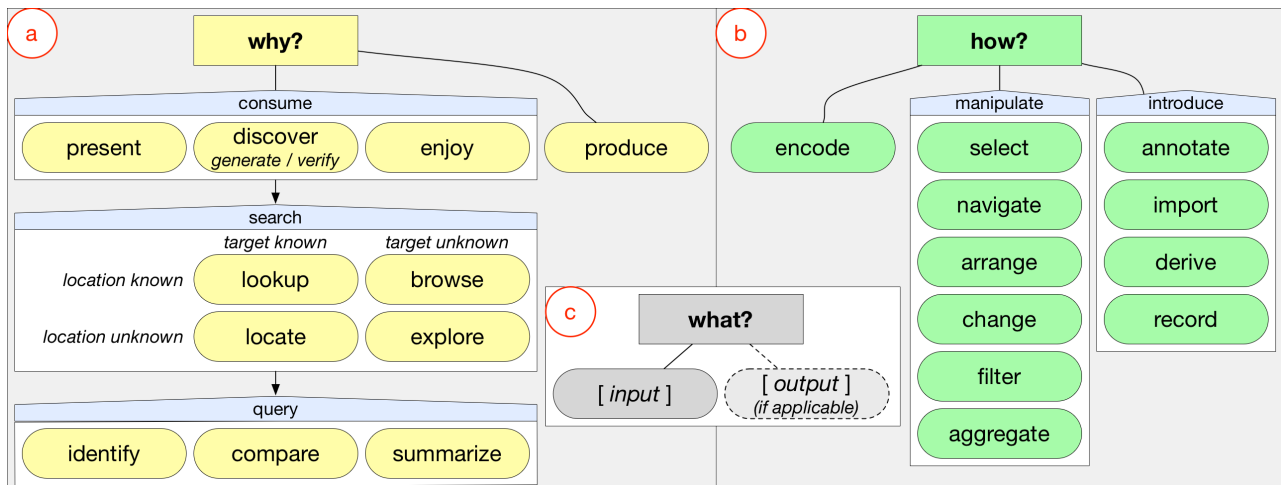 a
why?
consume
present
discover
generate / verify
enjoy
produce
search
target known
target unknown
location known
lookup
browse
location unknown
locate
explore
query
identify
compare
summarize
b
how?
encode
manipulate
select
navigate
arrange
change
filter
aggregate
introduce
annotate
import
derive
record
c
what?
[ input ]
[ output ]
(if applicable)